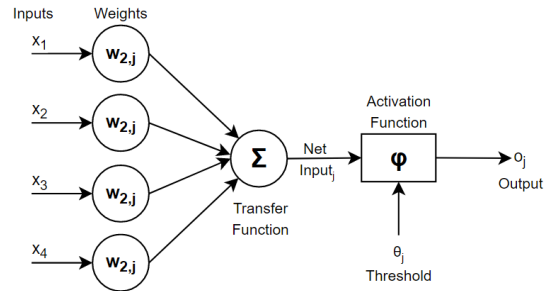 Inputs
Weights
x1
w2,j
x2
w2,j
x3
w2,j
x4
w2,j
Σ
Transfer
Function
Net
Inputj
Activation
Function
φ
oj
Output
θj
Threshold